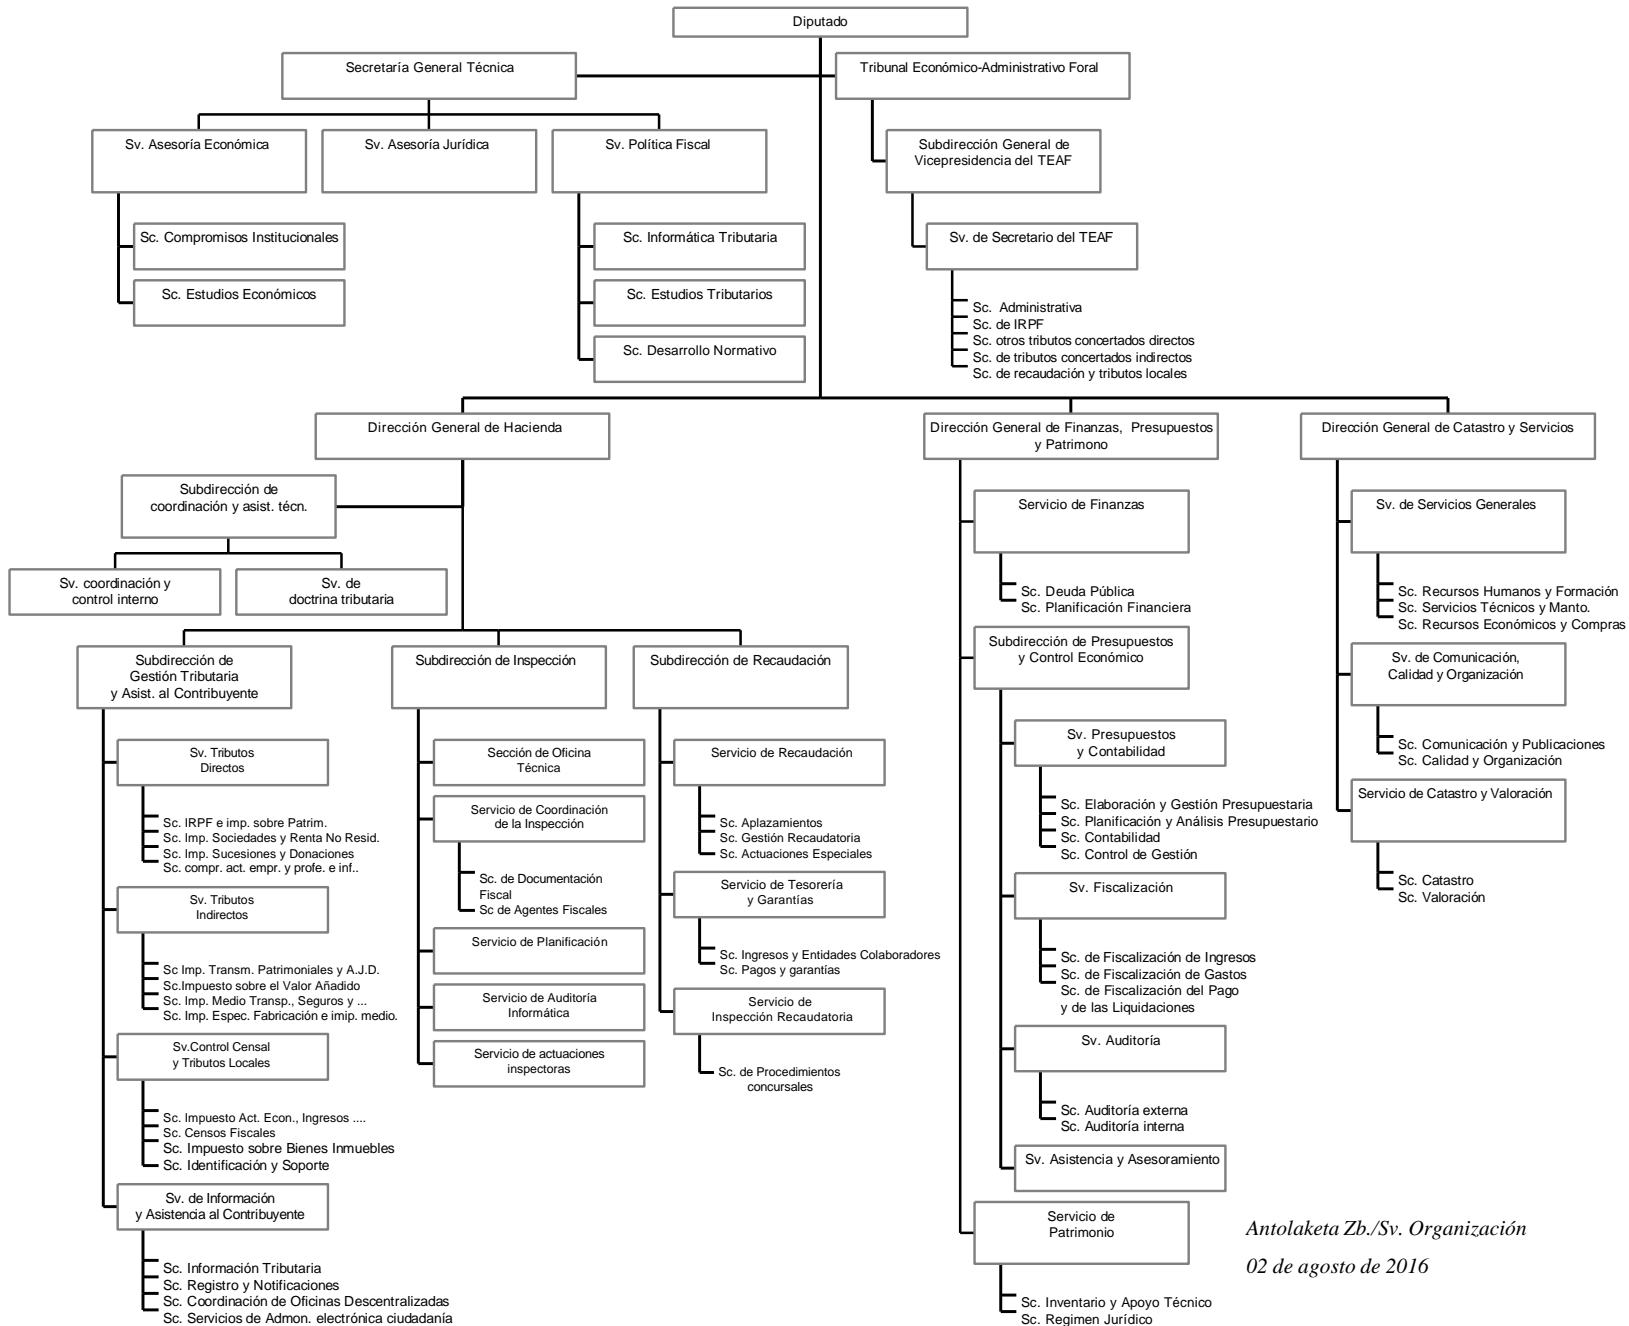 Diputado
Secretaría General Técnica
Tribunal Económico-Administrativo Foral
Sv. Asesoría Económica
Sv. Asesoría Jurídica
Sv. Política Fiscal
Subdirección General de
Vicepresidencia del TEAF
Sc. Compromisos Institucionales
Sc. Estudios Económicos
Sc. Informática Tributaria
Sc. Estudios Tributarios
Sc. Desarrollo Normativo
Sv. de Secretario del TEAF
Sc. Administrativa
Sc. de IRPF
Sc. otros tributos concertados directos
Sc. de tributos concertados indirectos
Sc. de recaudación y tributos locales
Dirección General de Hacienda
Dirección General de Finanzas, Presupuestos
y Patrimono
Dirección General de Catastro y Servicios
Subdirección de
coordinación y asist. técn.
Sv. coordinación y
control interno
Sv. de
doctrina tributaria
Subdirección de
Gestión Tributaria
y Asist. al Contribuyente
Sv. Tributos
Directos
Sc. IRPF e imp. sobre Patrim.
Sc. Imp. Sociedades y Renta No Resid.
Sc. Imp. Sucesiones y Donaciones
Sc. compr. act. empr. y profe. e inf..
Sv. Tributos
Indirectos
Sc Imp. Transm. Patrimoniales y A.J.D.
Sc.Impuesto sobre el Valor Añadido
Sc. Imp. Medio Transp., Seguros y ...
Sc. Imp. Espec. Fabricación e imip. medio.
Sv.Control Censal
y Tributos Locales
Sc. Impuesto Act. Econ., Ingresos ....
Sc. Censos Fiscales
Sc. Impuesto sobre Bienes Inmuebles
Sc. Identificación y Soporte
Sv. de Información
y Asistencia al Contribuyente
Sc. Información Tributaria
Sc. Registro y Notificaciones
Sc. Coordinación de Oficinas Descentralizadas
Sc. Servicios de Admon. electrónica ciudadanía
Subdirección de Inspección
Sección de Oficina
Técnica
Servicio de Coordinación
de la Inspección
Sc. de Documentación
Fiscal
Sc de Agentes Fiscales
Servicio de Planificación
Servicio de Auditoría
Informática
Servicio de actuaciones
inspectoras
Subdirección de Recaudación
Servicio de Recaudación
Sc. Aplazamientos
Sc. Gestión Recaudatoria
Sc. Actuaciones Especiales
Servicio de Tesorería
y Garantías
Sc. Ingresos y Entidades Colaboradores
Sc. Pagos y garantías
Servicio de
Inspección Recaudatoria
Sc. de Procedimientos
concursales
Servicio de Finanzas
Sc. Deuda Pública
Sc. Planificación Financiera
Subdirección de Presupuestos
y Control Económico
Sv. Presupuestos
y Contabilidad
Sc. Elaboración y Gestión Presupuestaria
Sc. Planificación y Análisis Presupuestario
Sc. Contabilidad
Sc. Control de Gestión
Sv. Fiscalización
Sc. de Fiscalización de Ingresos
Sc. de Fiscalización de Gastos
Sc. de Fiscalización del Pago
y de las Liquidaciones
Sv. Auditoría
Sc. Auditoría externa
Sc. Auditoría interna
Sv. Asistencia y Asesoramiento
Servicio de
Patrimonio
Sc. Inventario y Apoyo Técnico
Sc. Regimen Jurídico
Sv. de Servicios Generales
Sc. Recursos Humanos y Formación
Sc. Servicios Técnicos y Manto.
Sc. Recursos Económicos y Compras
Sv. de Comunicación,
Calidad y Organización
Sc. Comunicación y Publicaciones
Sc. Calidad y Organización
Servicio de Catastro y Valoración
Sc. Catastro
Sc. Valoración
Antolaketa Zb./Sv. Organización
02 de agosto de 2016